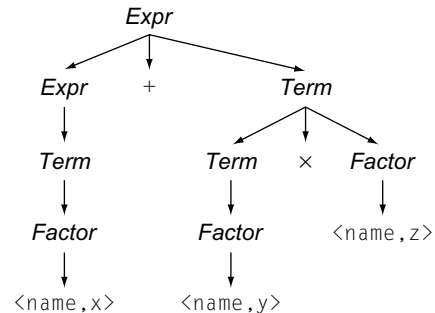 Expr
Expr + Term
Term Term × Factor
Factor Factor <name,z>
<name,x> <name,y>